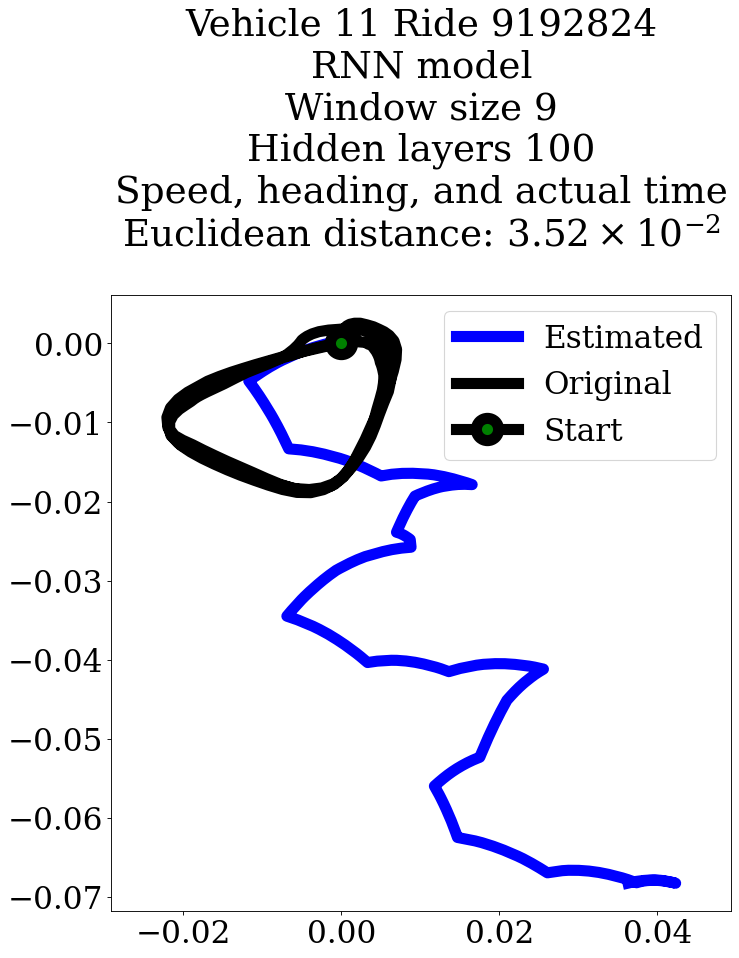 Vehicle 11 Ride 9192824
RNN model
Window size 9
Hidden layers 100
Speed, heading, and actual time
Euclidean distance: 3.52 × 10⁻²
Estimated
Original
Start
0.00
−0.01
−0.02
−0.03
−0.04
−0.05
−0.06
−0.07
−0.02 0.00 0.02 0.04